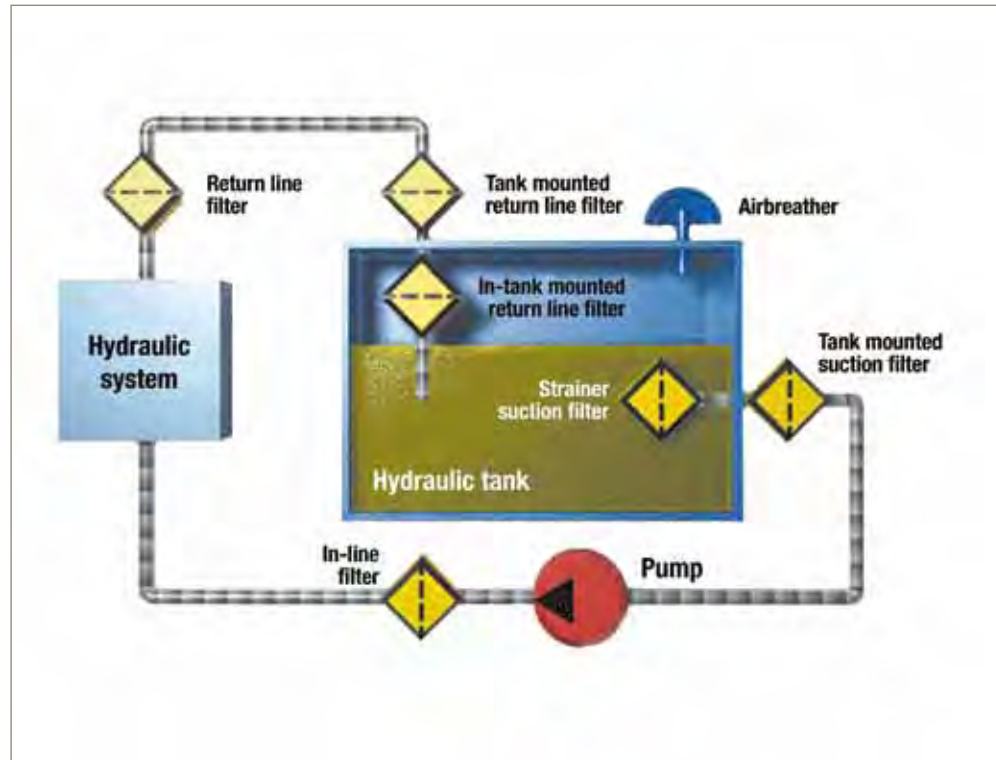 Return line
filter
Tank mounted
return line filter
Airbreather
In-tank mounted
return line filter
Hydraulic
system
Tank mounted
suction filter
Strainer
suction filter
Hydraulic tank
In-line
filter
Pump